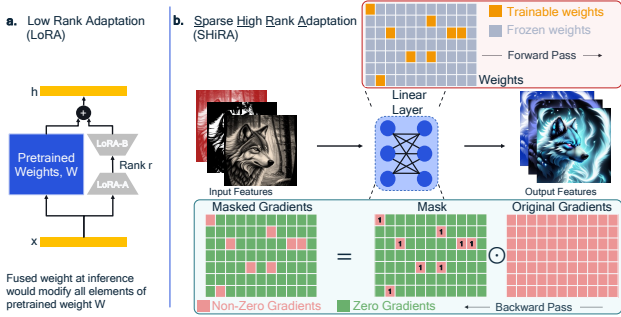 a. Low Rank Adaptation
(LoRA)
h
+
Pretrained
Weights, W
LoRA-B
Rank r
LoRA-A
x
Fused weight at inference
would modify all elements of
pretrained weight W
b. Sparse High Rank Adaptation
(SHiRA)
Trainable weights
Frozen weights
Forward Pass
Weights
Linear
Layer
Input Features
Output Features
Masked Gradients
Mask
Original Gradients
=
1
1
1
1 1
1 1
1
Non-Zero Gradients
Zero Gradients
Backward Pass